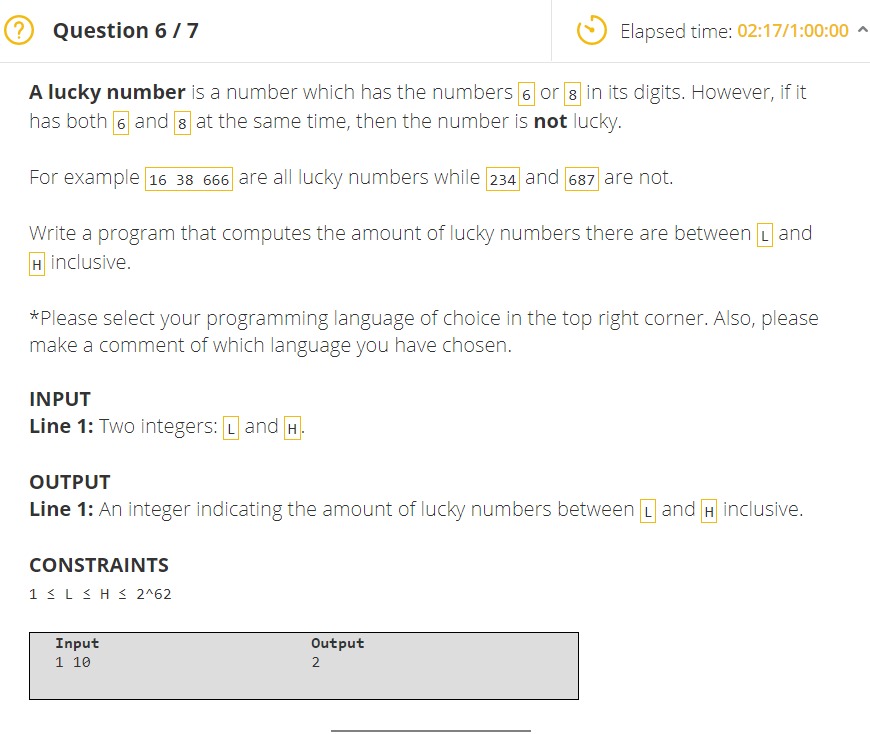 Question 6 / 7
Elapsed time: 02:17/1:00:00
A lucky number is a number which has the numbers 6 or 8 in its digits. However, if it
has both 6 and 8 at the same time, then the number is not lucky.
For example 16 38 666 are all lucky numbers while 234 and 687 are not.
Write a program that computes the amount of lucky numbers there are between L and
H inclusive.
*Please select your programming language of choice in the top right corner. Also, please
make a comment of which language you have chosen.
INPUT
Line 1: Two integers: L and H.
OUTPUT
Line 1: An integer indicating the amount of lucky numbers between L and H inclusive.
CONSTRAINTS
1 ≤ L ≤ H ≤ 2^62
Input Output
1 10 2